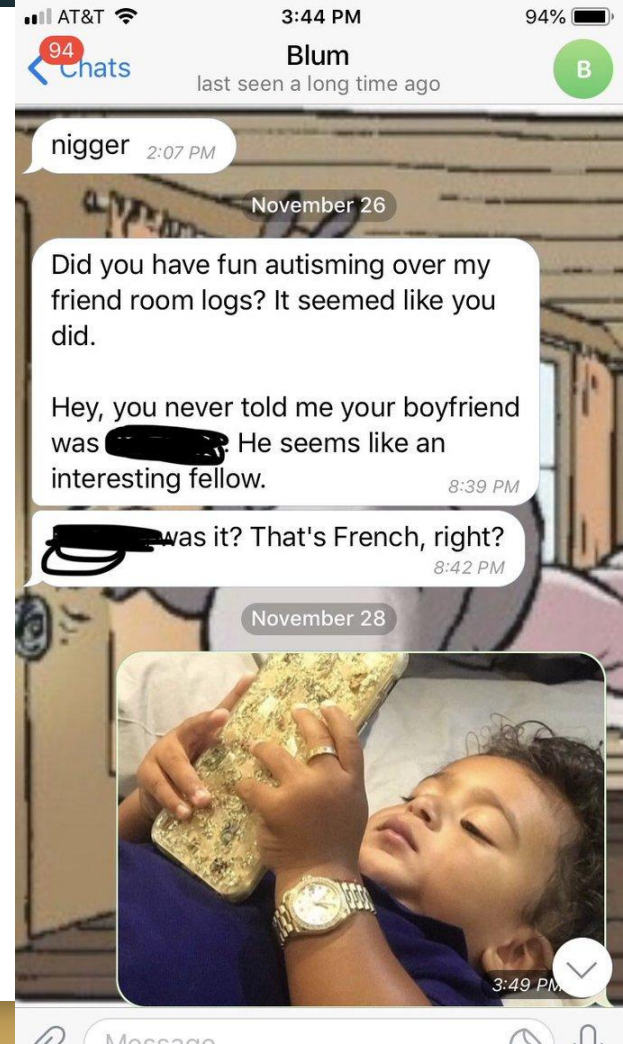 AT&T 3:44 PM 94%
94
Chats
Blum
last seen a long time ago
B
nigger 2:07 PM
November 26
Did you have fun autisming over my
friend room logs? It seemed like you
did.
Hey, you never told me your boyfriend
was He seems like an
interesting fellow. 8:39 PM
was it? That's French, right?
8:42 PM
November 28
3:49 PM
Message